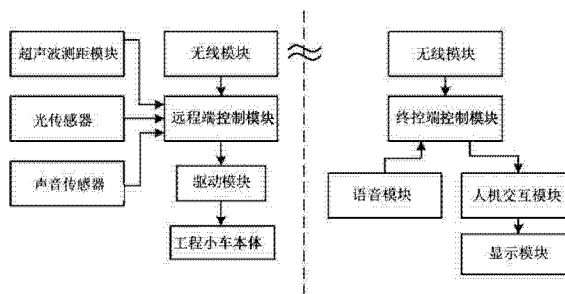 超声波测距模块
无线模块
光传感器
远程端控制模块
声音传感器
驱动模块
工程小车本体
无线模块
终控端控制模块
语音模块
人机交互模块
显示模块